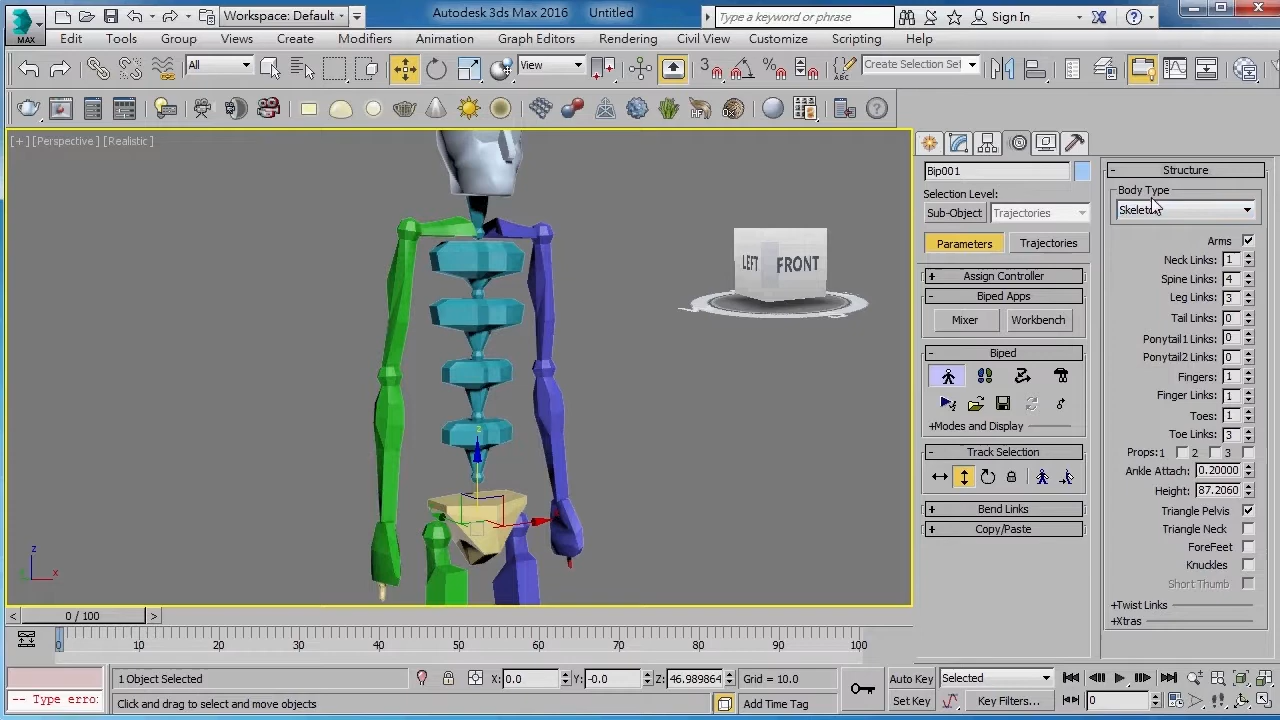 Workspace: Default
Autodesk 3ds Max 2016 Untitled
Type a keyword or phrase
Sign In
MAX
Edit Tools Group Views Create Modifiers Animation Graph Editors Rendering Civil View Customize Scripting Help
All
View
Create Selection Set
[+] [Perspective] [Realistic]
LEFT
FRONT
z
z
x
Bip001
Selection Level:
Sub-Object Trajectories
Parameters Trajectories
+ Assign Controller
- Biped Apps
Mixer Workbench
- Biped
+Modes and Display
- Track Selection
+ Bend Links
+ Copy/Paste
- Structure
Body Type
Arms
Neck Links: 1
Spine Links: 4
Leg Links: 3
Tail Links: 0
Ponytail1 Links: 0
Ponytail2 Links: 0
Fingers: 1
Finger Links: 1
Toes: 1
Toe Links: 3
Props: 1 2 3
Ankle Attach: 0.20000
Height: 87.2060
Triangle Pelvis
Triangle Neck
ForeFeet
Knuckles
Short Thumb
+Twist Links
+Xtras
< 0 / 100 >
0 10 20 30 40 50 60 70 80 90 100
1 Object Selected
X: 0.0 Y: -0.0 Z: 46.989864
Grid = 10.0
Auto Key Selected
-- Type erro:
Click and drag to select and move objects
Add Time Tag
Set Key Key Filters...
0